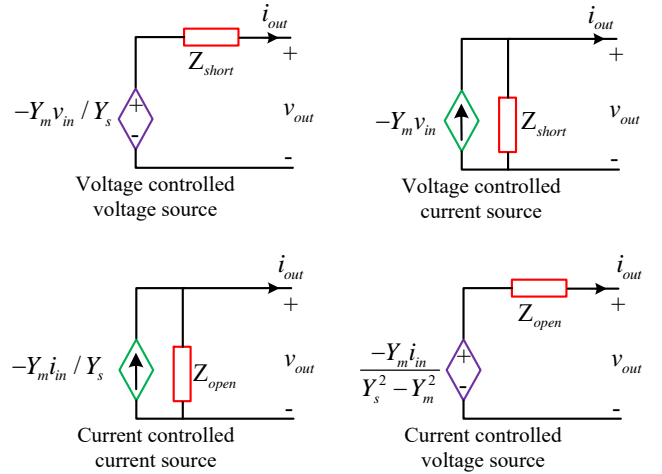 i_out
+
Z_short
−Y_m v_in / Y_s
+
-
v_out
-
Voltage controlled
voltage source
i_out
+
−Y_m v_in
Z_short
v_out
-
Voltage controlled
current source
i_out
+
−Y_m i_in / Y_s
Z_open
v_out
-
Current controlled
current source
i_out
+
Z_open
−Y_m i_in
Y_s^2 − Y_m^2
+
-
v_out
-
Current controlled
voltage source